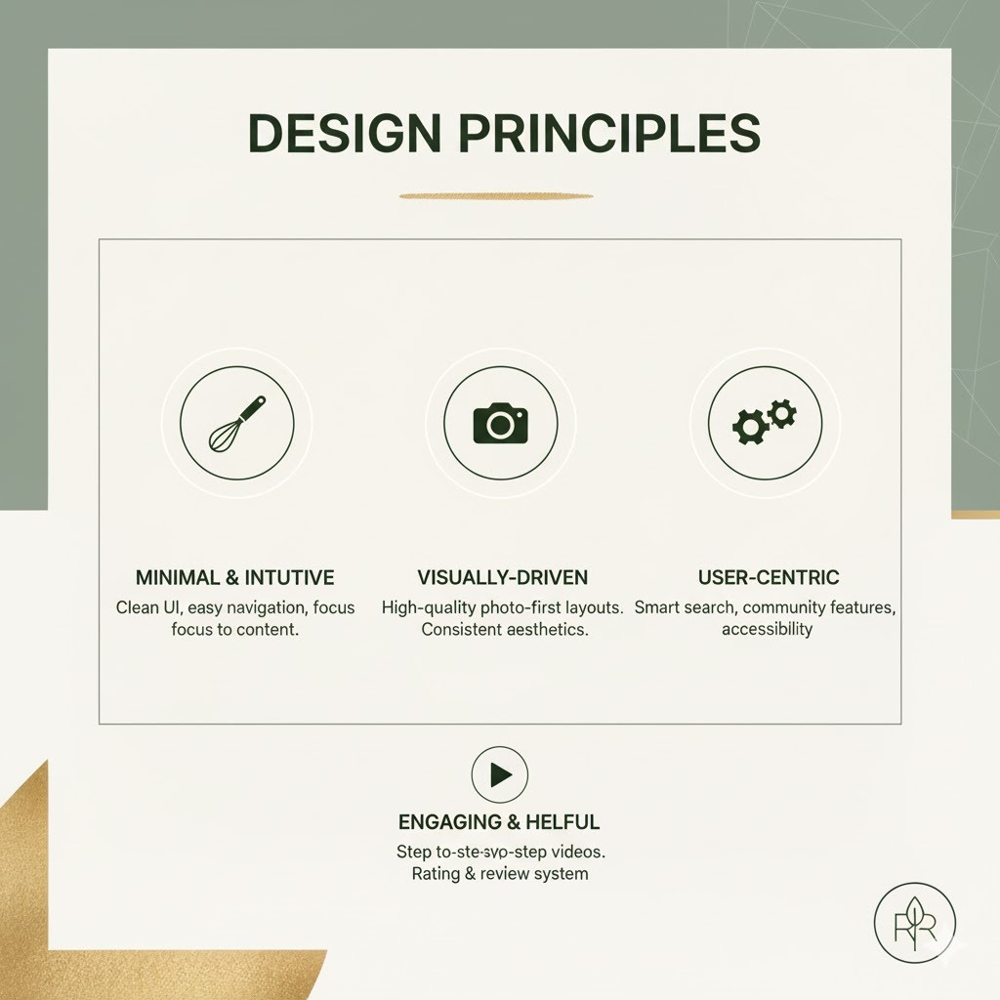 DESIGN PRINCIPLES
MINIMAL & INTUTIVE
Clean UI, easy navigation, focus
focus to content.
VISUALLY-DRIVEN
High-quality photo-first layouts.
Consistent aesthetics.
USER-CENTRIC
Smart search, community features,
accessibility
ENGAGING & HELFUL
Step to-ste-svo-step videos.
Rating & review system
RR